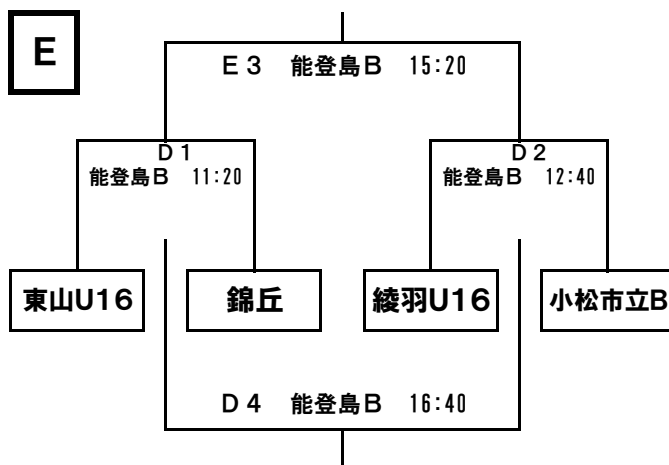 E
E3 能登島B 15:20
D1
能登島B 11:20
D2
能登島B 12:40
東山U16
錦丘
綾羽U16
小松市立B
D4 能登島B 16:40